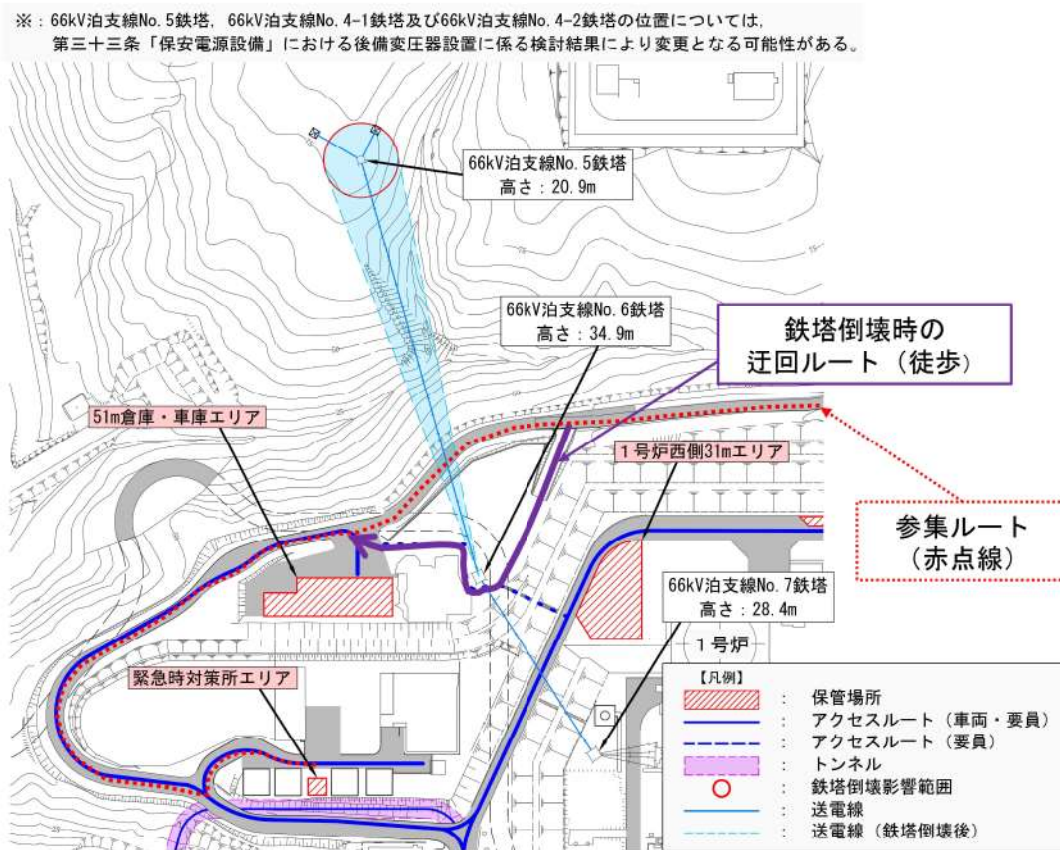 ※：66kV泊支線No.5鉄塔，66kV泊支線No.4-1鉄塔及び66kV泊支線No.4-2鉄塔の位置については，
第三十三条「保安電源設備」における後備変圧器設置に係る検討結果により変更となる可能性がある。
66kV泊支線No.5鉄塔
高さ：20.9m
66kV泊支線No.6鉄塔
高さ：34.9m
鉄塔倒壊時の
迂回ルート（徒歩）
51m倉庫・車庫エリア
1号炉西側31mエリア
参集ルート
（赤点線）
66kV泊支線No.7鉄塔
高さ：28.4m
1号炉
緊急時対策所エリア
【凡例】
： 保管場所
： アクセスルート（車両・要員）
： アクセスルート（要員）
： トンネル
： 鉄塔倒壊影響範囲
： 送電線
： 送電線（鉄塔倒壊後）